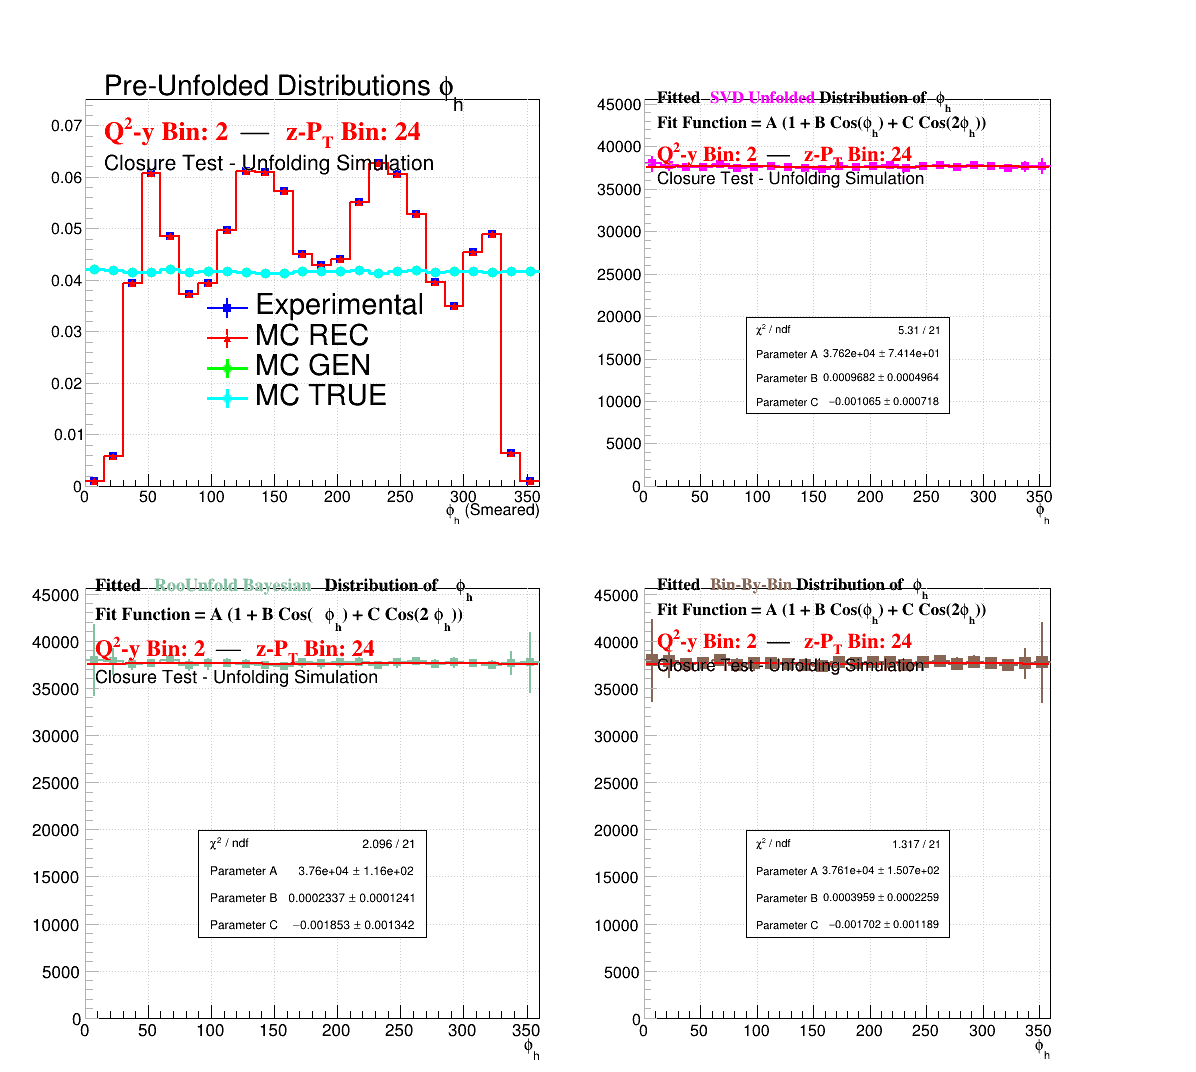 Pre-Unfolded Distributions ϕh
Q²-y Bin: 2 — z-PT Bin: 24
Closure Test - Unfolding Simulation
0.07
0.06
0.05
0.04
0.03
0.02
0.01
0
Experimental
MC REC
MC GEN
MC TRUE
0 50 100 150 200 250 300 350
ϕh (Smeared)
Fitted SVD Unfolded Distribution of ϕh
Fit Function = A (1 + B Cos(ϕh) + C Cos(2ϕh))
Q²-y Bin: 2 — z-PT Bin: 24
Closure Test - Unfolding Simulation
45000
40000
35000
30000
25000
20000
15000
10000
5000
0
χ² / ndf 5.31 / 21
Parameter A 3.762e+04 ± 7.414e+01
Parameter B 0.0009682 ± 0.0004964
Parameter C −0.001065 ± 0.000718
0 50 100 150 200 250 300 350
ϕh
Fitted RooUnfold Bayesian Distribution of ϕh
Fit Function = A (1 + B Cos( ϕh) + C Cos(2 ϕh))
Q²-y Bin: 2 — z-PT Bin: 24
Closure Test - Unfolding Simulation
45000
40000
35000
30000
25000
20000
15000
10000
5000
0
χ² / ndf 2.096 / 21
Parameter A 3.76e+04 ± 1.16e+02
Parameter B 0.0002337 ± 0.0001241
Parameter C −0.001853 ± 0.001342
0 50 100 150 200 250 300 350
ϕh
Fitted Bin-By-Bin Distribution of ϕh
Fit Function = A (1 + B Cos(ϕh) + C Cos(2ϕh))
Q²-y Bin: 2 — z-PT Bin: 24
Closure Test - Unfolding Simulation
45000
40000
35000
30000
25000
20000
15000
10000
5000
0
χ² / ndf 1.317 / 21
Parameter A 3.761e+04 ± 1.507e+02
Parameter B 0.0003959 ± 0.0002259
Parameter C −0.001702 ± 0.001189
0 50 100 150 200 250 300 350
ϕh